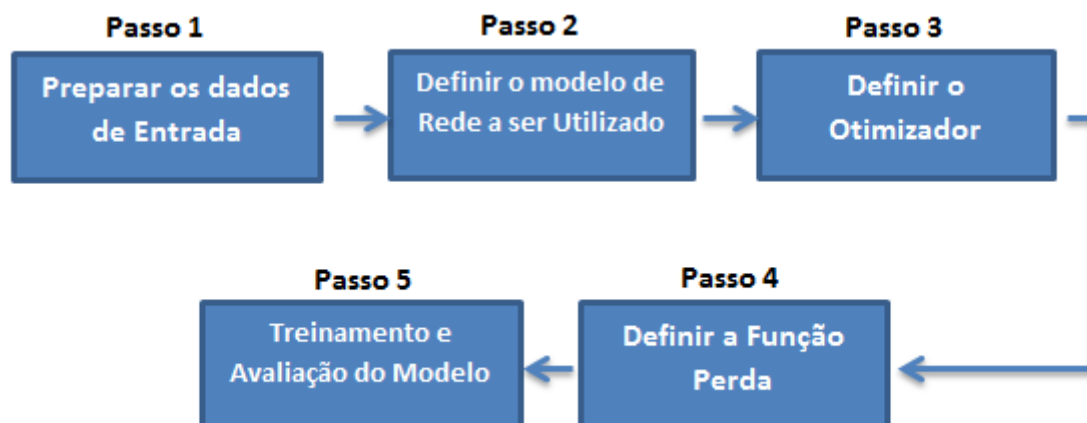 Passo 1
Preparar os dados
de Entrada
Passo 2
Definir o modelo de
Rede a ser Utilizado
Passo 3
Definir o
Otimizador
Passo 4
Definir a Função
Perda
Passo 5
Treinamento e
Avaliação do Modelo